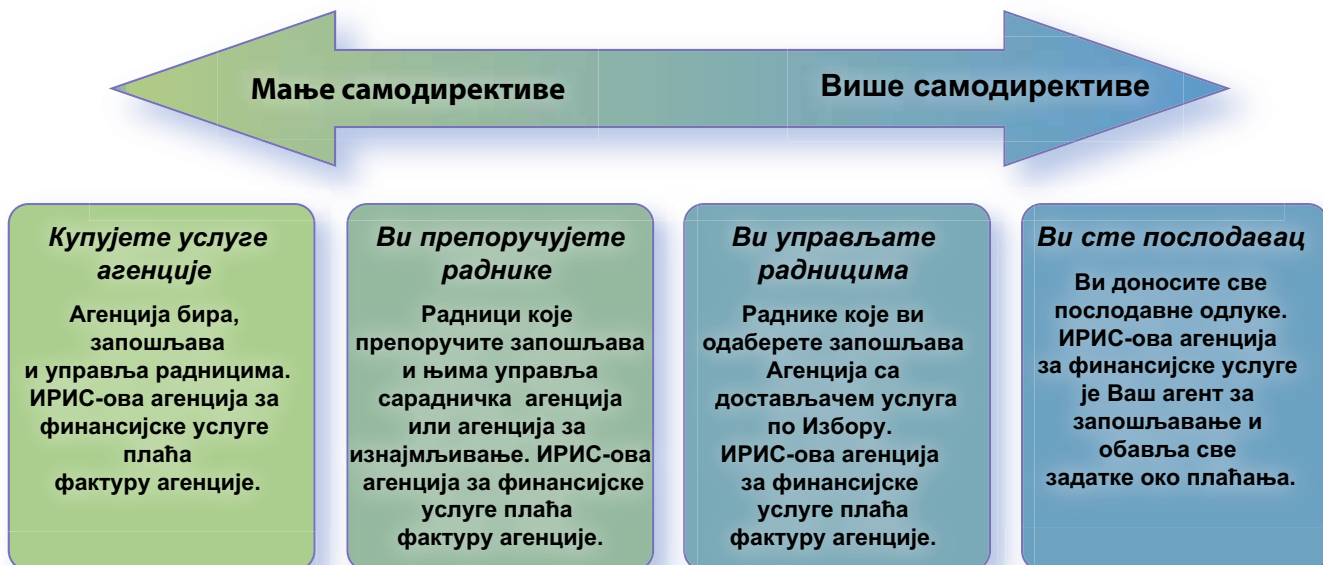 Мање самодирективе
Више самодирективе
Купујете услуге
агенције
Агенција бира,
запошљава
и управља радницима.
ИРИС-ова агенција за
финансијске услуге
плаћа
фактуру агенције.
Ви препоручујете
раднике
Радници које
препоручите запошљава
и њима управља
сарадничка агенција
или агенција за
изнајмљивање. ИРИС-ова
агенција за финансијске
услуге плаћа
фактуру агенције.
Ви управљате
радницима
Раднике које ви
одаберете запошљава
Агенција са
достављачем услуга
по Избору.
ИРИС-ова агенција
за финансијске
услуге плаћа
фактуру агенције.
Ви сте послодавац
Ви доносите све
послодавне одлуке.
ИРИС-ова агенција
за финансијске услуге
је Ваш агент за
запошљавање и
обавља све
задатке око плаћања.